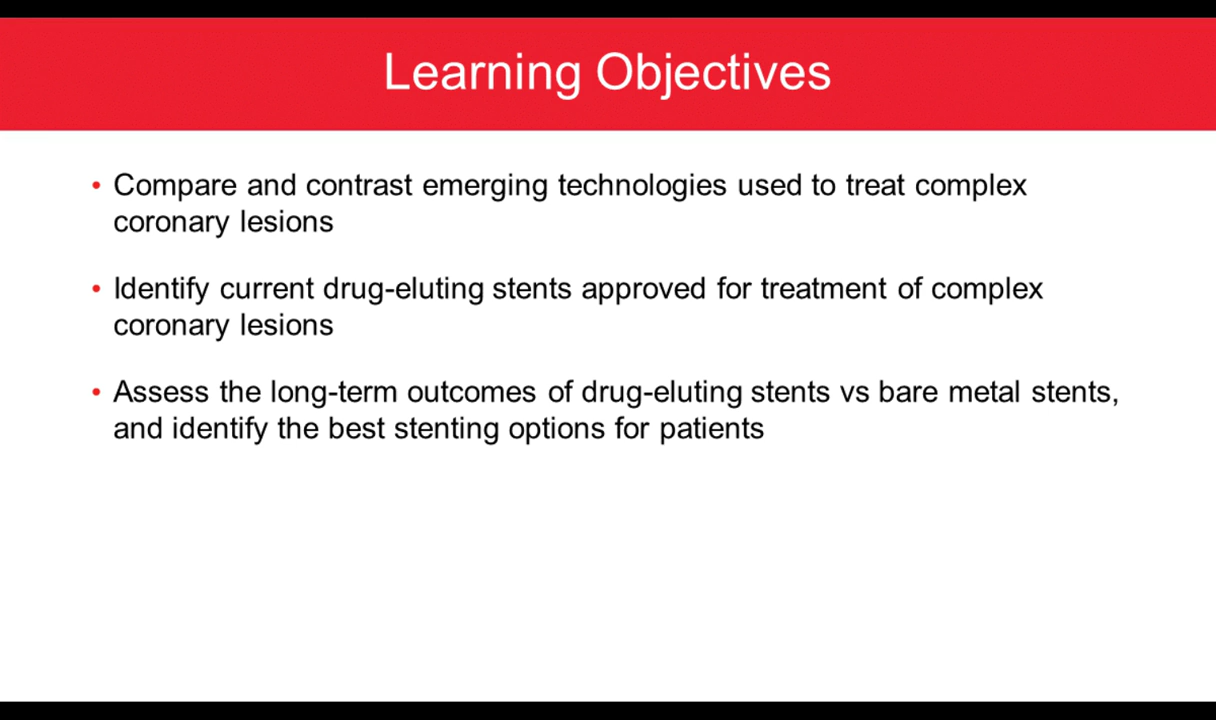 Learning Objectives
• Compare and contrast emerging technologies used to treat complex
coronary lesions
• Identify current drug-eluting stents approved for treatment of complex
coronary lesions
• Assess the long-term outcomes of drug-eluting stents vs bare metal stents,
and identify the best stenting options for patients